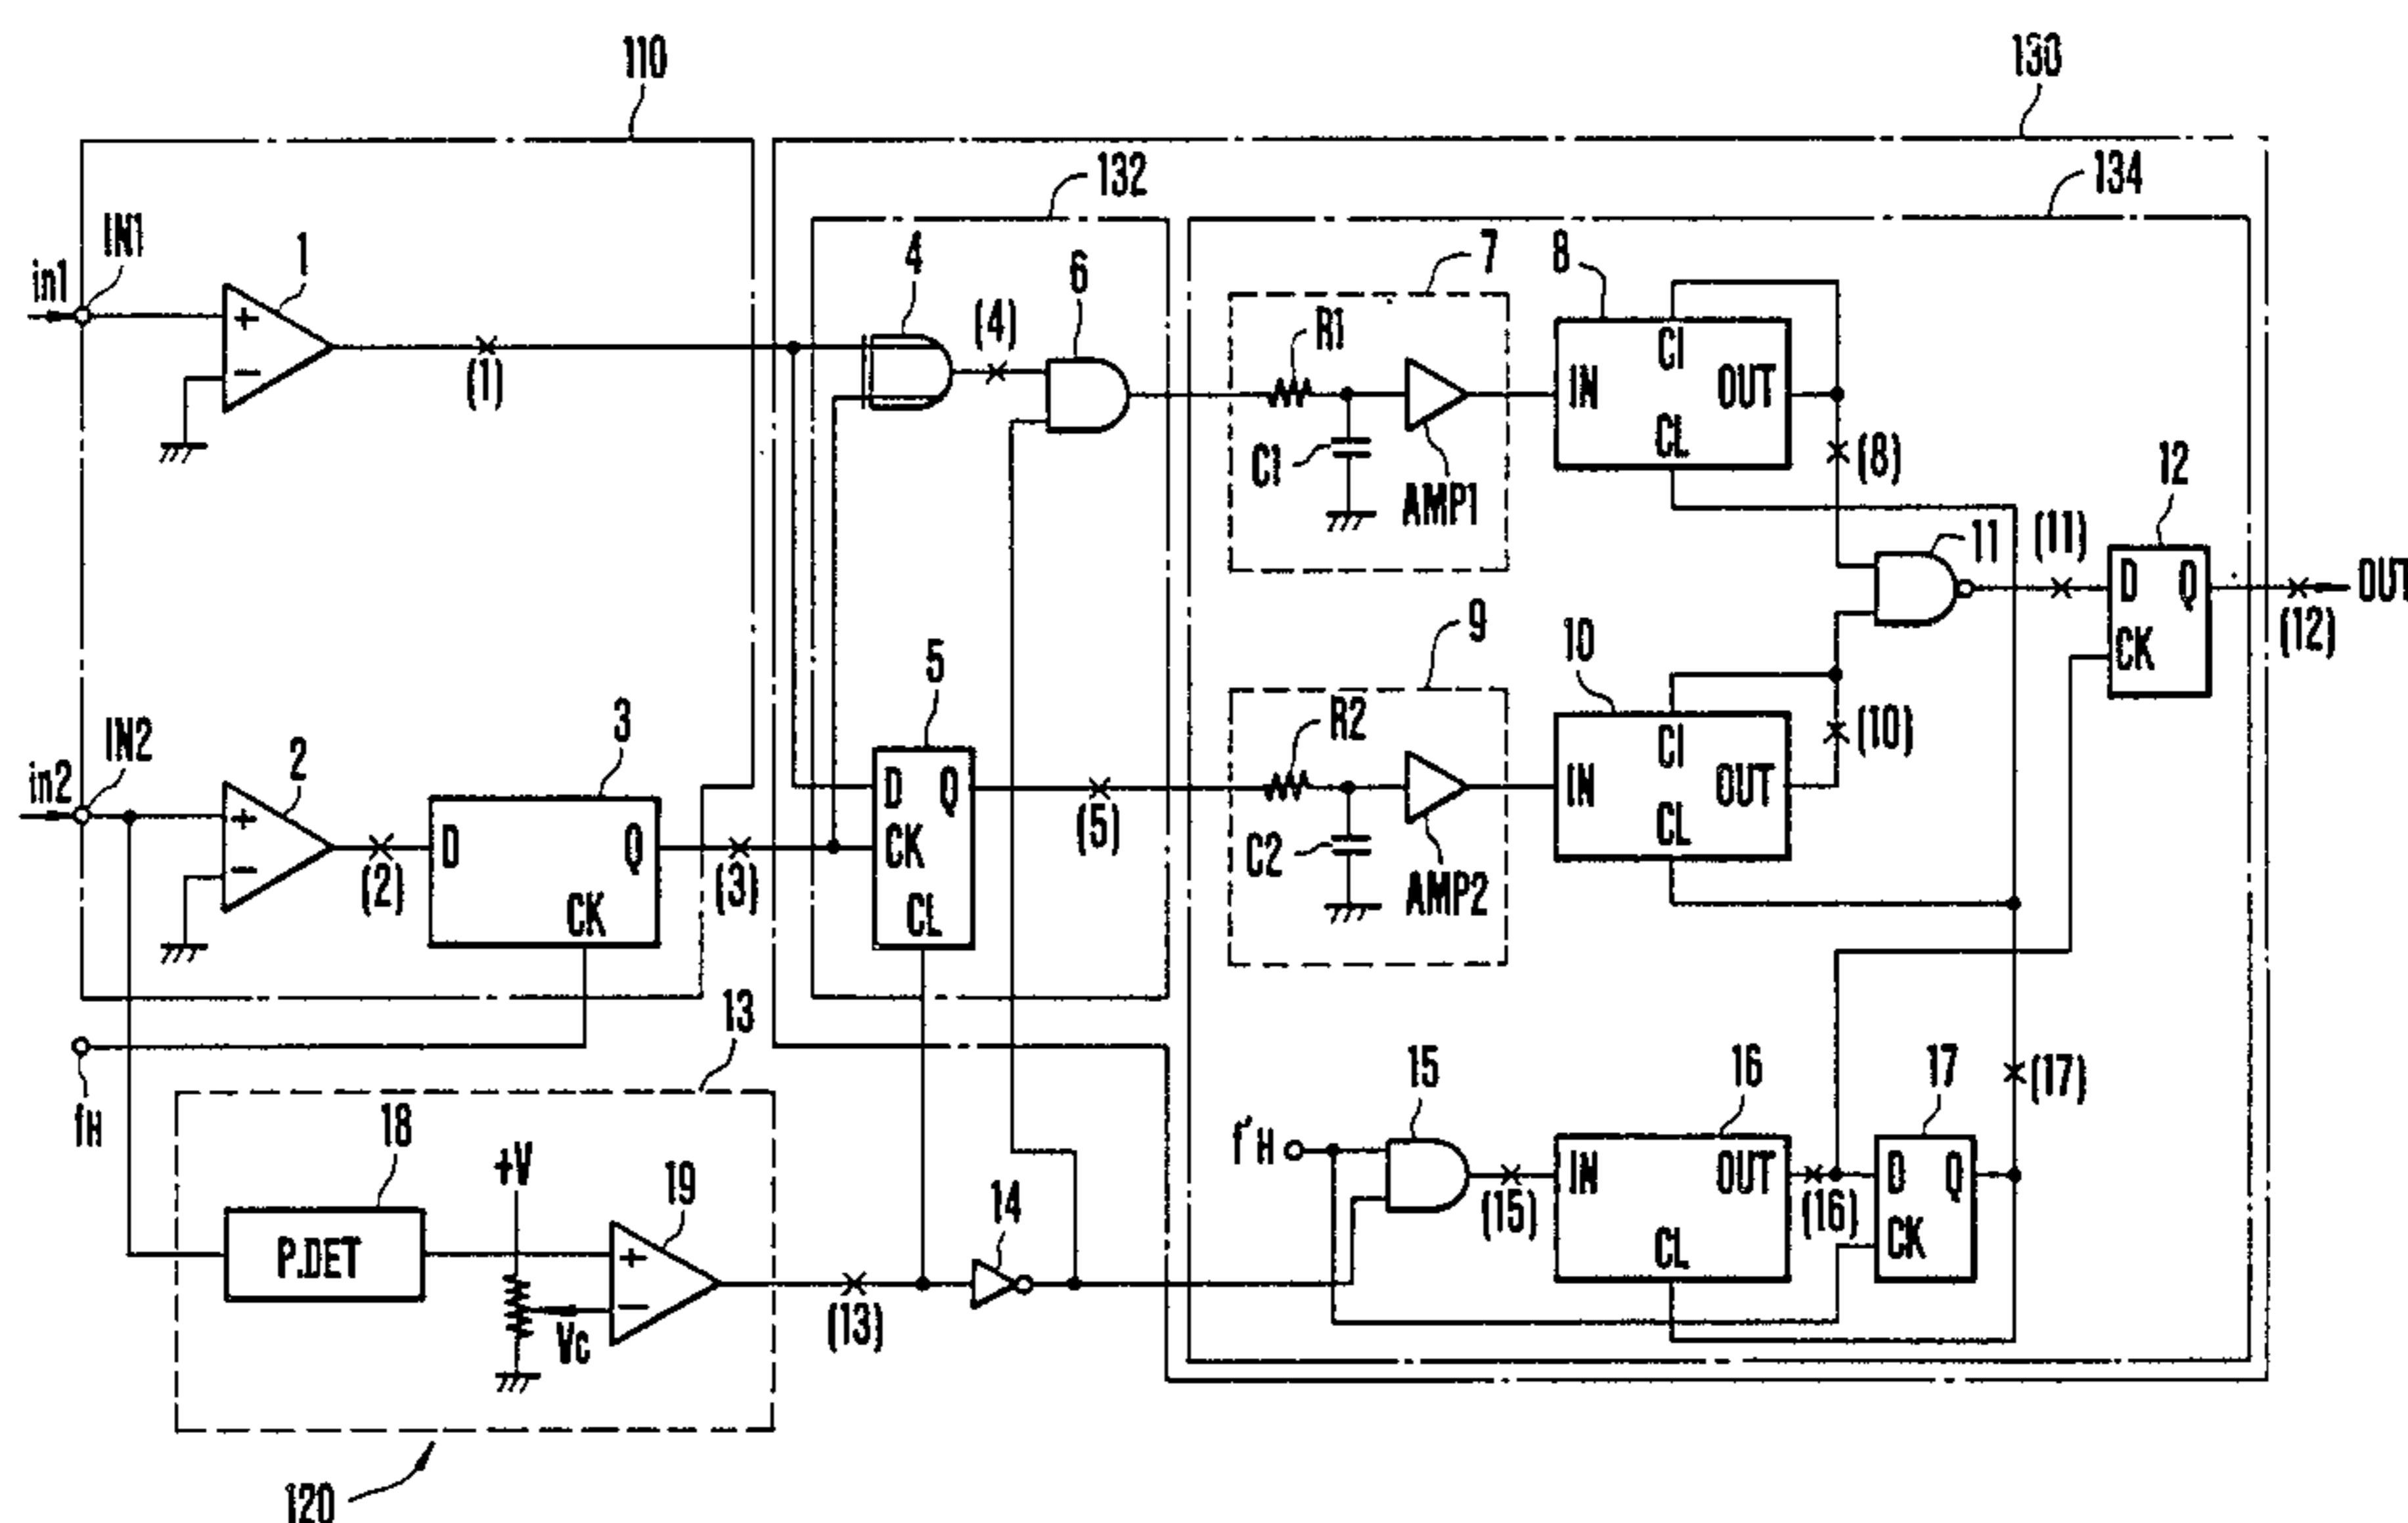 110
130
132
134
in1
IN1
1
+
−
(1)
4
(4)
6
7
R1
C1
AMP1
8
IN
CI
CL
OUT
(8)
12
11
(11)
D
Q
CK
OUT
(12)
in2
IN2
2
+
−
(2)
3
D
Q
CK
(3)
5
D
Q
CK
CL
(5)
9
R2
C2
AMP2
10
IN
CI
CL
OUT
(10)
fH
13
18
P.DET
+V
Vc
19
+
−
(13)
14
f'H
15
(15)
16
IN
OUT
CL
(16)
17
D
Q
CK
(17)
120